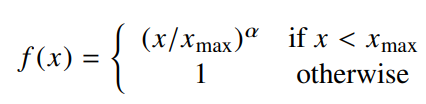 f(x) = { (x/x_max)^α if x < x_max
1 otherwise